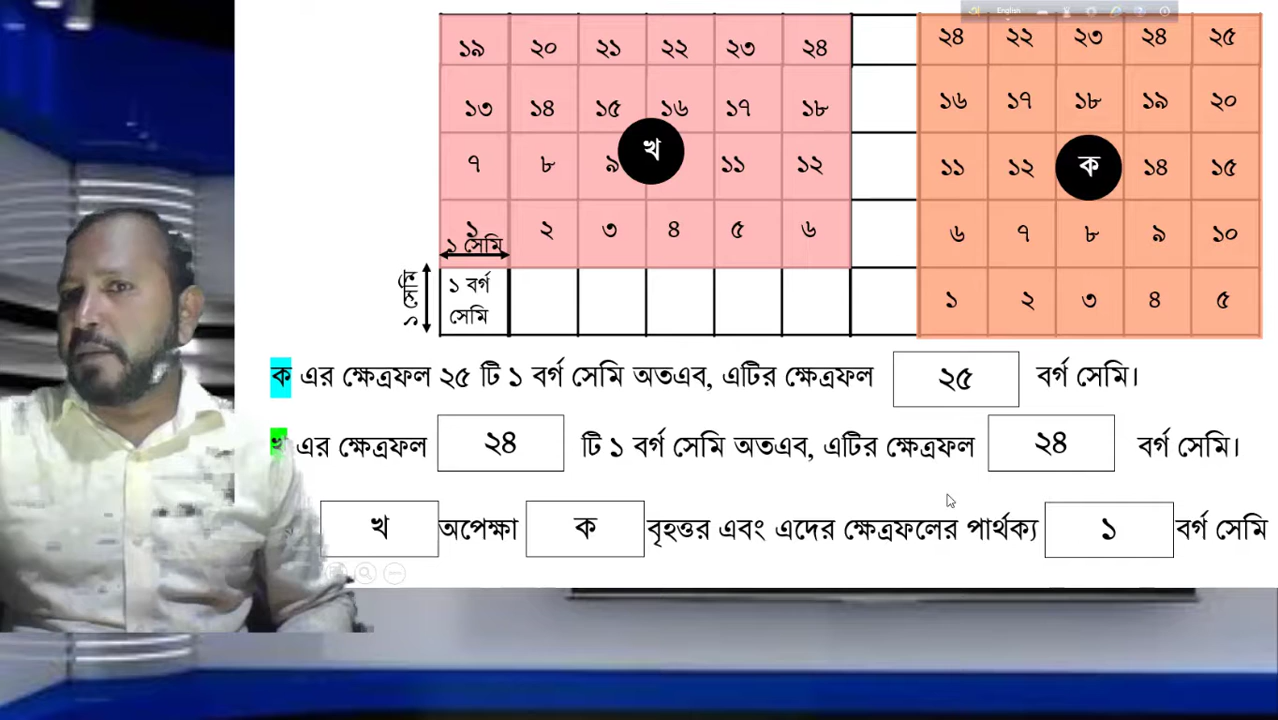 English
১৯ ২০ ২১ ২২ ২৩ ২৪ ২৪ ২২ ২৩ ২৪ ২৫
১৩ ১৪ ১৫ ১৬ ১৭ ১৮ ১৬ ১৭ ১৮ ১৯ ২০
খ ক
৭ ৮ ৯ ১১ ১২ ১১ ১২ ১৪ ১৫
১ ২ ৩ ৪ ৫ ৬ ৬ ৭ ৮ ৯ ১০
১ সেমি
১ সেমি
১ বর্গ
সেমি
১ ২ ৩ ৪ ৫
ক এর ক্ষেত্রফল ২৫ টি ১ বর্গ সেমি অতএব, এটির ক্ষেত্রফল ২৫ বর্গ সেমি।
খ এর ক্ষেত্রফল ২৪ টি ১ বর্গ সেমি অতএব, এটির ক্ষেত্রফল ২৪ বর্গ সেমি।
খ অপেক্ষা ক বৃহত্তর এবং এদের ক্ষেত্রফলের পার্থক্য ১ বর্গ সেমি